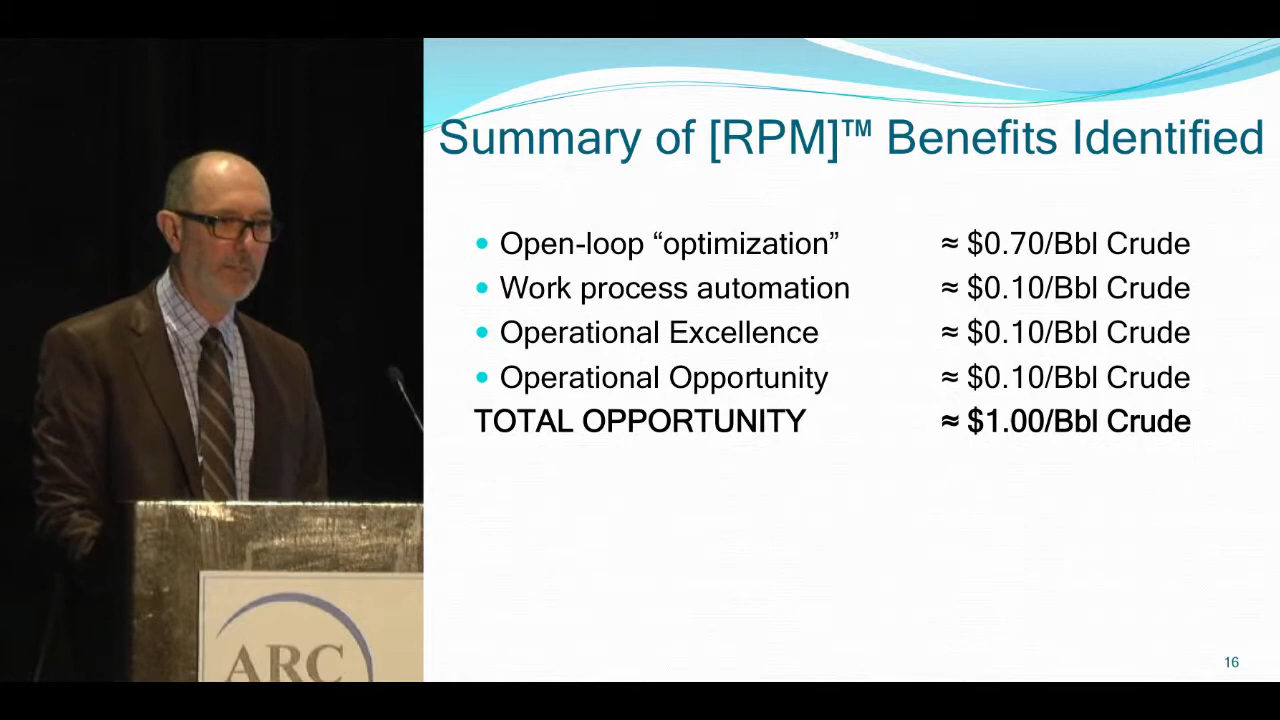 Summary of [RPM]™ Benefits Identified
• Open-loop “optimization” ≈ $0.70/Bbl Crude
• Work process automation ≈ $0.10/Bbl Crude
• Operational Excellence ≈ $0.10/Bbl Crude
• Operational Opportunity ≈ $0.10/Bbl Crude
TOTAL OPPORTUNITY ≈ $1.00/Bbl Crude
16
ARC